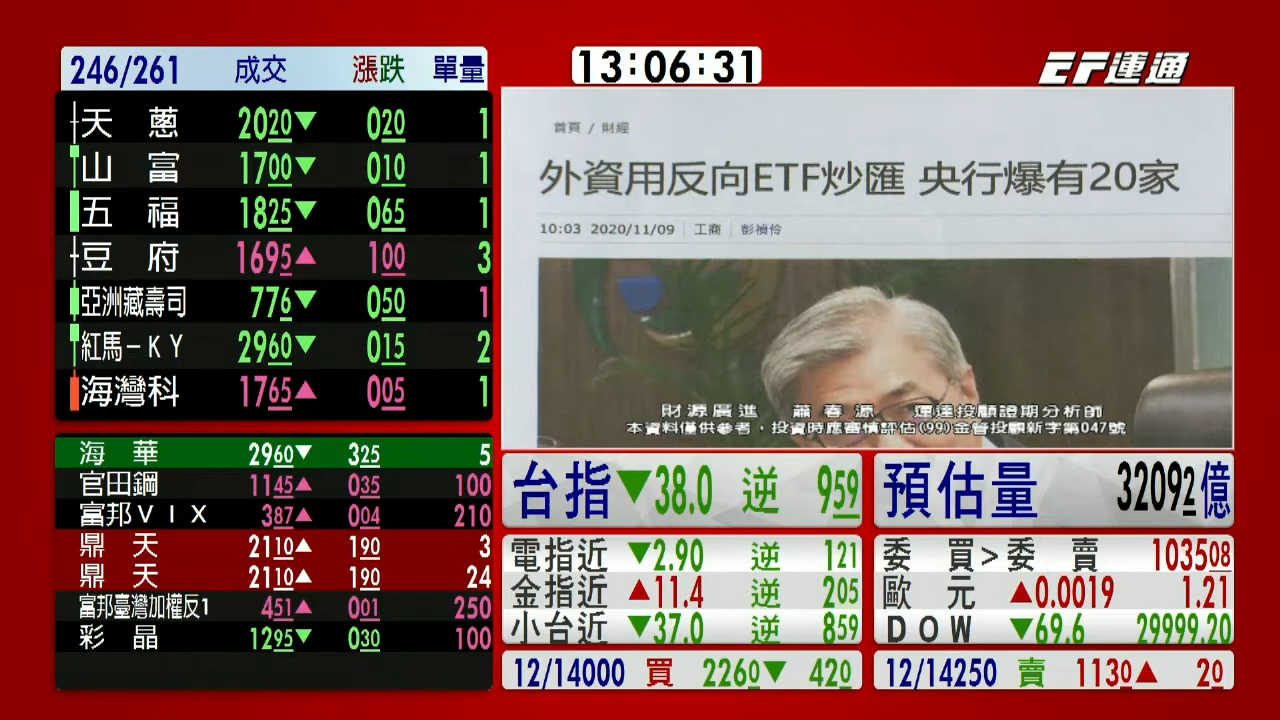 246/261 成交 漲跌 單量
13:06:31
EF運通
天蔥 2020▼ 020 1
山富 1700▼ 010 1
五福 1825▼ 065 1
豆府 1695▲ 100 3
亞洲藏壽司 776▼ 050 1
紅馬-KY 2960▼ 015 2
海灣科 1765▲ 005 1
海華 2960▼ 325 5
官田鋼 1145▲ 035 100
富邦VIX 387▲ 004 210
鼎天 2110▲ 190 3
鼎天 2110▲ 190 24
富邦臺灣加權反1 451▲ 001 250
彩晶 1295▼ 030 100
首頁 / 財經
外資用反向ETF炒匯 央行爆有20家
10:03 2020/11/09 | 工商 | 彭禎伶
財源廣進 蕭春源 運達投顧證期分析師
本資料僅供參考，投資時應審慎評估(99)金管投顧新字第047號
台指▼38.0 逆 959
預估量 32092億
電指近▼2.90 逆 121
金指近▲11.4 逆 205
小台近▼37.0 逆 859
委買>委賣 103508
歐元▲0.0019 1.21
DOW▼69.6 29999.20
12/14000 買 2260▼ 420
12/14250 賣 1130▲ 20